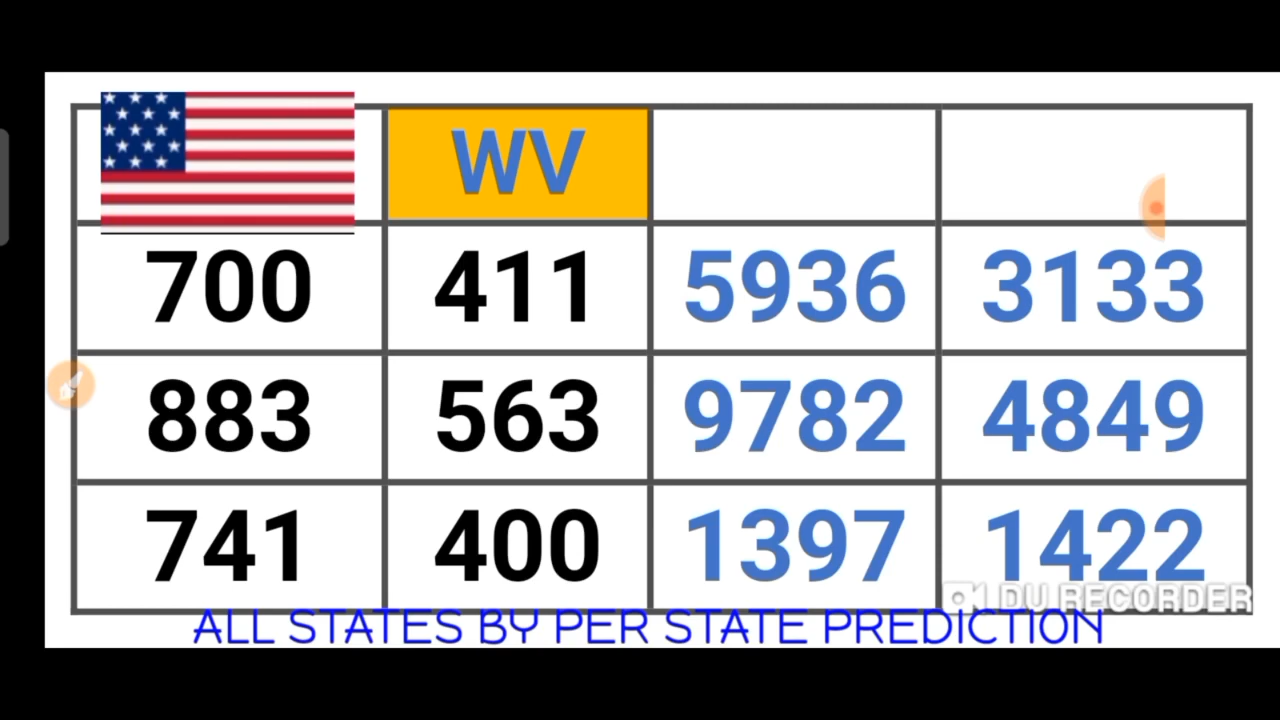 WV
700 411 5936 3133
883 563 9782 4849
741 400 1397 1422
DU RECORDER
ALL STATES BY PER STATE PREDICTION